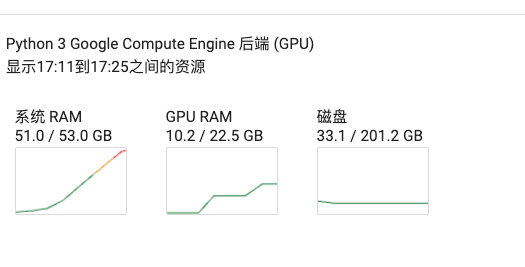 Python 3 Google Compute Engine 后端 (GPU)
显示17:11到17:25之间的资源
系统 RAM
51.0 / 53.0 GB
GPU RAM
10.2 / 22.5 GB
磁盘
33.1 / 201.2 GB